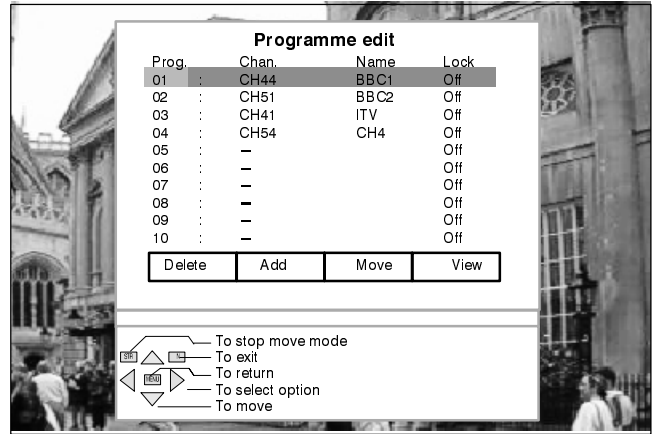 Programme edit
Prog. Chan. Name Lock
01 : CH44 BBC1 Off
02 : CH51 BBC2 Off
03 : CH41 ITV Off
04 : CH54 CH4 Off
05 : – Off
06 : – Off
07 : – Off
08 : – Off
09 : – Off
10 : – Off
Delete Add Move View
To stop move mode
STR N To exit
MENU To return
To select option
To move